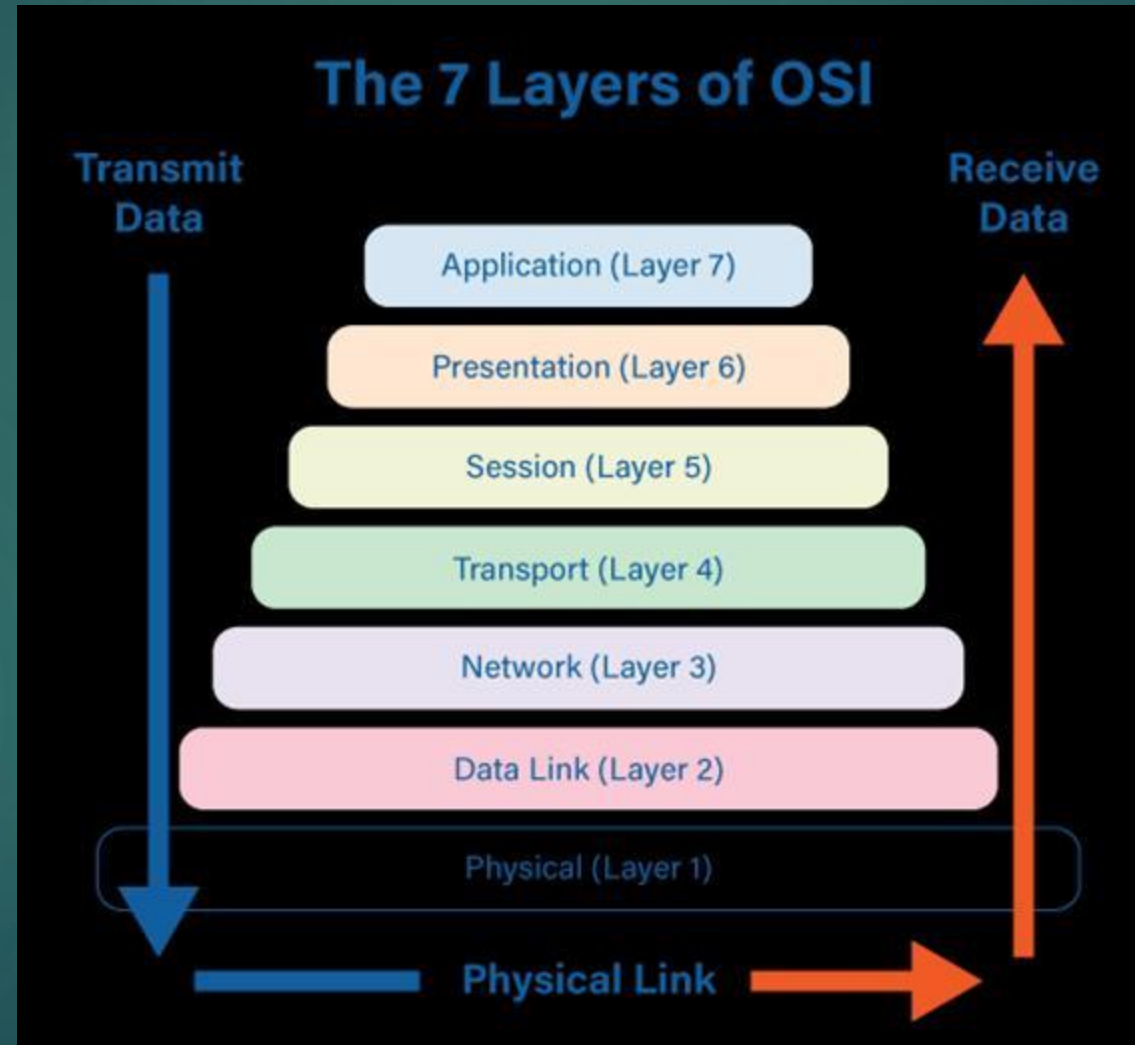 The 7 Layers of OSI
Transmit
Data
Receive
Data
Application (Layer 7)
Presentation (Layer 6)
Session (Layer 5)
Transport (Layer 4)
Network (Layer 3)
Data Link (Layer 2)
Physical (Layer 1)
Physical Link